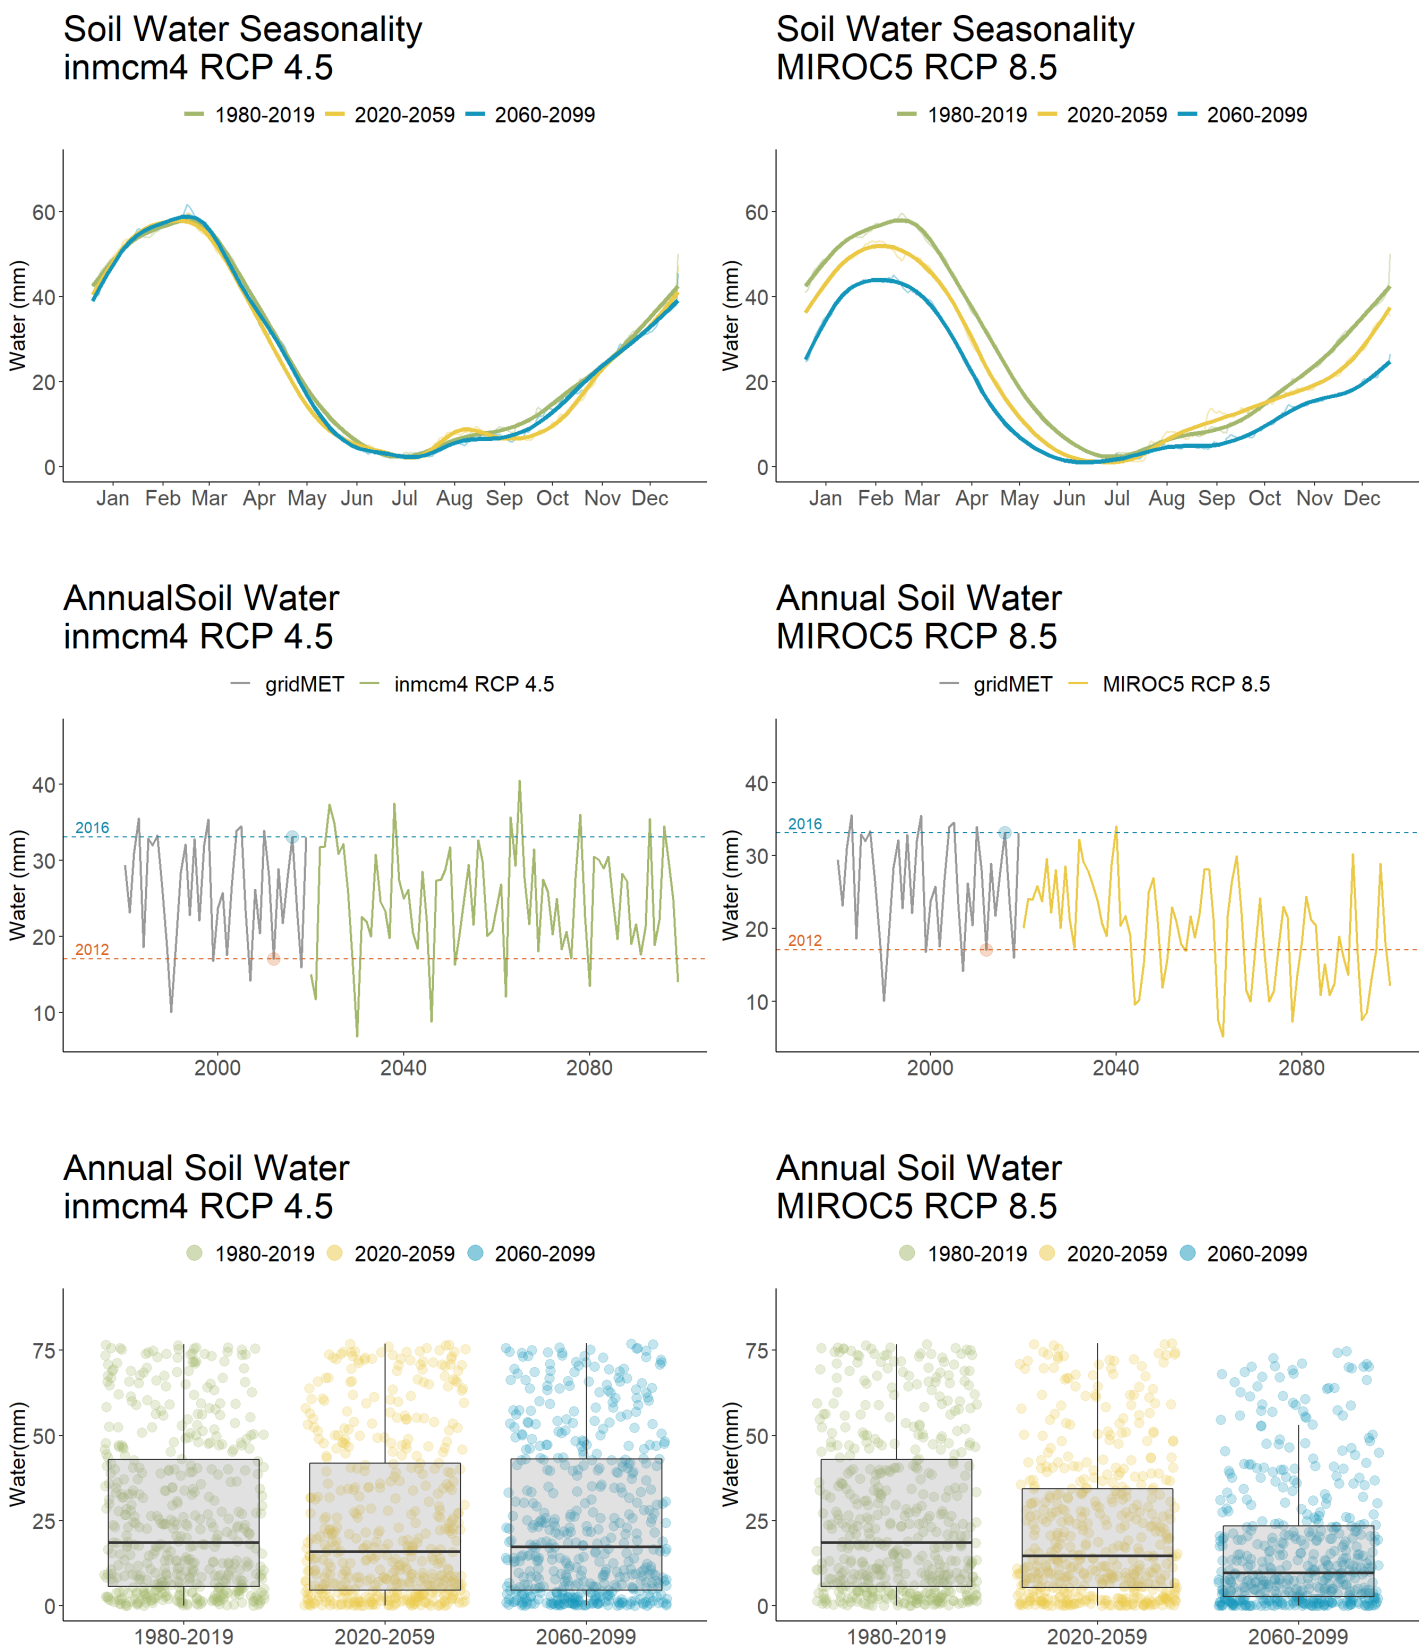 Soil Water Seasonality
inmcm4 RCP 4.5
1980-2019 2020-2059 2060-2099
Water (mm)
60
40
20
0
Jan Feb Mar Apr May Jun Jul Aug Sep Oct Nov Dec
Soil Water Seasonality
MIROC5 RCP 8.5
1980-2019 2020-2059 2060-2099
Water (mm)
60
40
20
0
Jan Feb Mar Apr May Jun Jul Aug Sep Oct Nov Dec
AnnualSoil Water
inmcm4 RCP 4.5
gridMET inmcm4 RCP 4.5
Water (mm)
40
30
20
10
2016
2012
2000 2040 2080
Annual Soil Water
MIROC5 RCP 8.5
gridMET MIROC5 RCP 8.5
Water (mm)
40
30
20
10
2016
2012
2000 2040 2080
Annual Soil Water
inmcm4 RCP 4.5
1980-2019 2020-2059 2060-2099
Water(mm)
75
50
25
0
1980-2019 2020-2059 2060-2099
Annual Soil Water
MIROC5 RCP 8.5
1980-2019 2020-2059 2060-2099
Water(mm)
75
50
25
0
1980-2019 2020-2059 2060-2099